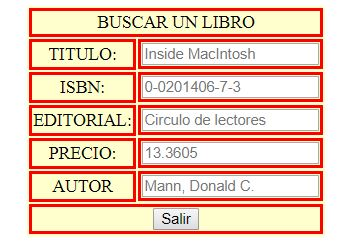 BUSCAR UN LIBRO
TITULO: Inside MacIntosh
ISBN: 0-0201406-7-3
EDITORIAL: Circulo de lectores
PRECIO: 13.3605
AUTOR Mann, Donald C.
Salir